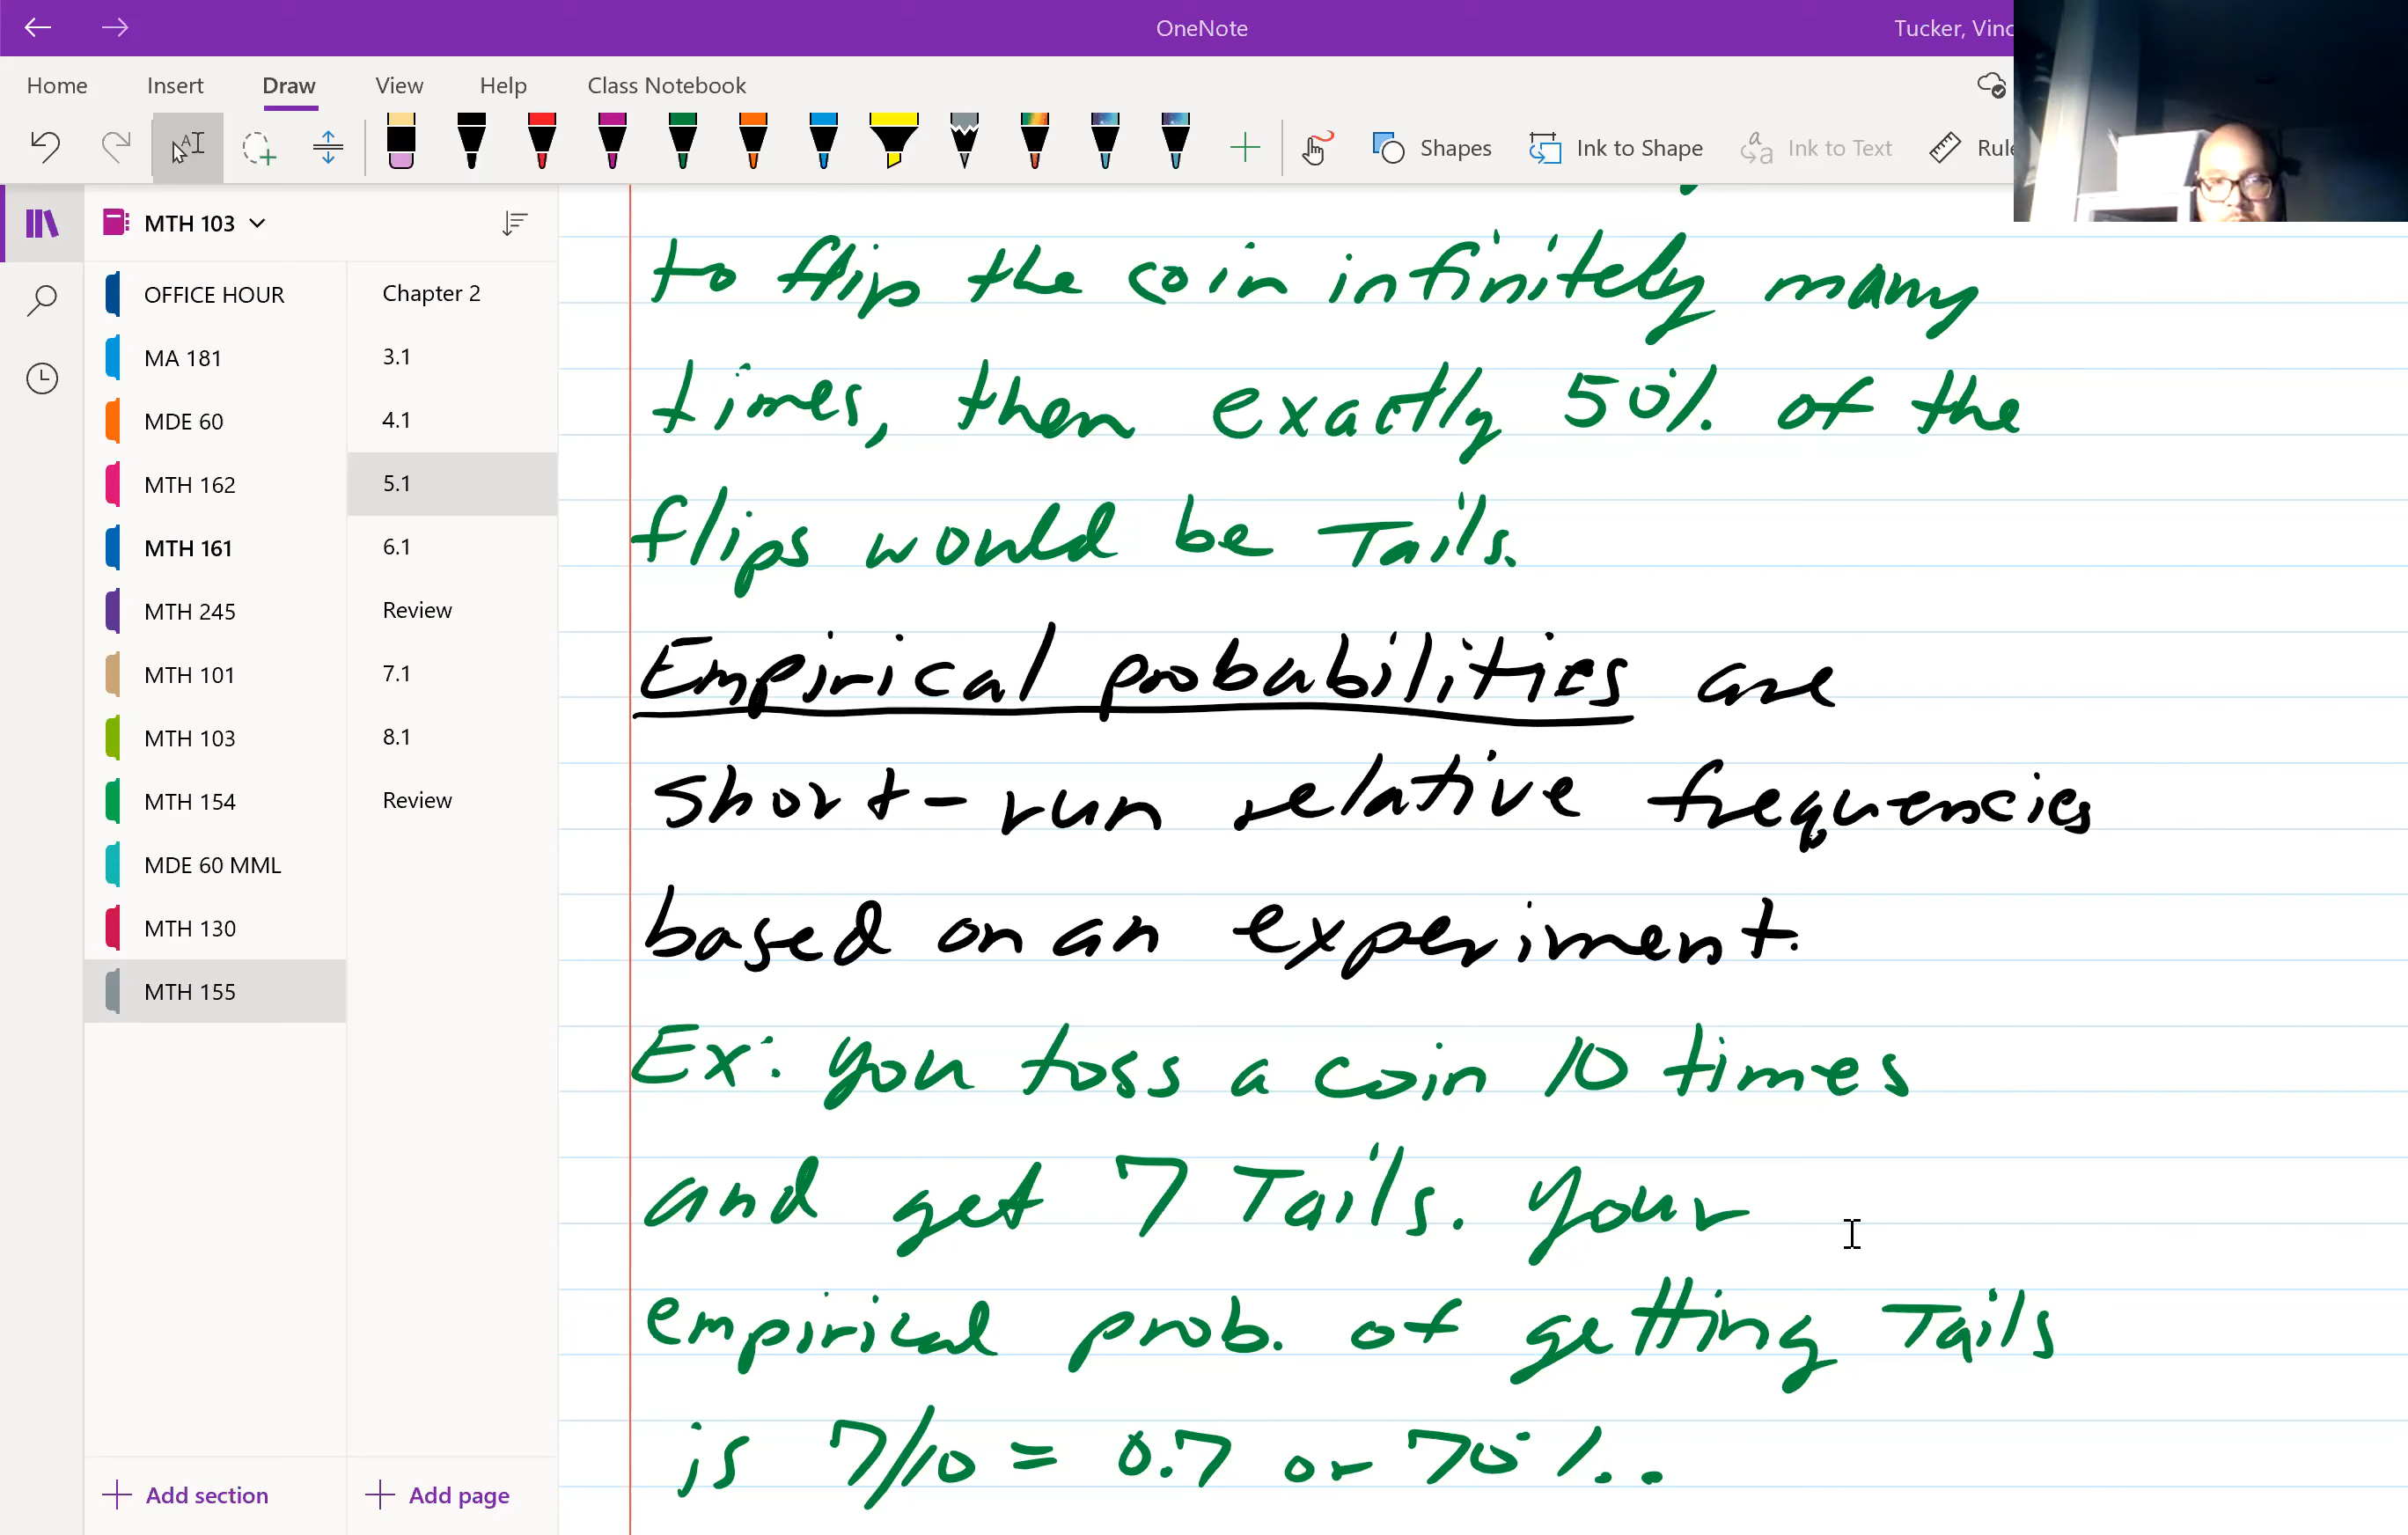 OneNote
Tucker, Vinc
Home Insert Draw View Help Class Notebook
Shapes Ink to Shape Ink to Text Rule
MTH 103
OFFICE HOUR
MA 181
MDE 60
MTH 162
MTH 161
MTH 245
MTH 101
MTH 103
MTH 154
MDE 60 MML
MTH 130
MTH 155
Add section
Chapter 2
3.1
4.1
5.1
6.1
Review
7.1
8.1
Review
Add page
to flip the coin infinitely many
times, then exactly 50% of the
flips would be Tails.
Empirical probabilities are
short-run relative frequencies
based on an experiment.
Ex: You toss a coin 10 times
and get 7 Tails. Your
empirical prob. of getting Tails
is 7/10 = 0.7 or 70%.